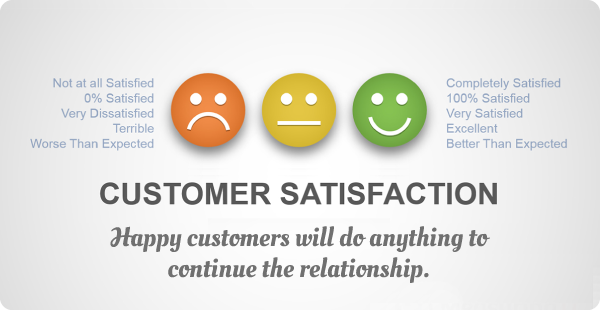 Not at all Satisfied
0% Satisfied
Very Dissatisfied
Terrible
Worse Than Expected
Completely Satisfied
100% Satisfied
Very Satisfied
Excellent
Better Than Expected
CUSTOMER SATISFACTION
Happy customers will do anything to
continue the relationship.